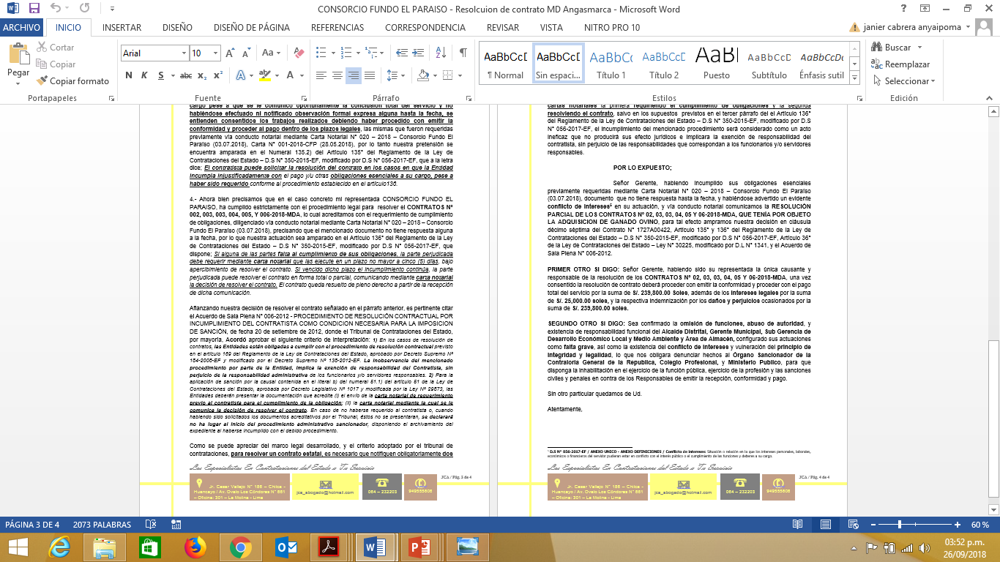 CONSORCIO FUNDO EL PARAISO - Resolcuion de contrato MD Angasmarca - Microsoft Word
ARCHIVO INICIO INSERTAR DISEÑO DISEÑO DE PÁGINA REFERENCIAS CORRESPONDENCIA REVISAR VISTA NITRO PRO 10 janier cabrera anyaipoma
Cortar
Copiar
Copiar formato
Pegar
Portapapeles
Arial 10
Fuente
Párrafo
AaBbCcDc AaBbCcDc AaBbCc AaBbCcD AaBl AaBbCcD AaBbCcDc
¶ Normal Sin espaci... Título 1 Título 2 Puesto Subtítulo Énfasis sutil
Estilos
Buscar
Reemplazar
Seleccionar
Edición
cargo pese a que se le comunicó oportunamente la conclusión total del servicio y no
habiéndose efectuado ni notificado observación formal expresa alguna hasta la fecha, se
entienden consentidos los trabajos realizados debiendo haber procedido con emitir la
conformidad y proceder al pago dentro de los plazos legales, las mismas que fueron requeridas
previamente vía conducto notarial mediante Carta Notarial N° 020 – 2018 – Consorcio Fundo El
Paraíso (03.07.2018), Carta N° 001-2018-CFP (28.05.2018), por lo tanto nuestra pretensión se
encuentra amparada en el Numeral 135.2) del Artículo 135° del Reglamento de la Ley de
Contrataciones del Estado – D.S N° 350-2015-EF, modificado por D.S N° 056-2017-EF, que a la letra
dice; El contratista puede solicitar la resolución del contrato en los casos en que la Entidad
incumpla injustificadamente con el pago y/u otras obligaciones esenciales a su cargo, pese a
haber sido requerido conforme al procedimiento establecido en el artículo136.
4.- Ahora bien precisamos que en el caso concreto mi representada CONSORCIO FUNDO EL
PARAISO, ha cumplido estrictamente con el procedimiento legal para resolver el CONTRATOS Nº
002, 003, 003, 004, 005, Y 006-2018-MDA, lo cual acreditamos con el requerimiento de cumplimiento
de obligaciones, diligenciado vía conducto notarial mediante Carta Notarial N° 020 – 2018 – Consorcio
Fundo El Paraíso (03.07.2018), precisando que el mencionado documento no tiene respuesta alguna
a la fecha, por lo que nuestra actuación sea amparado en el Artículo 136° del Reglamento de la Ley
de Contrataciones del Estado – D.S N° 350-2015-EF, modificado por D.S N° 056-2017-EF, que
dispone; Si alguna de las partes falta al cumplimiento de sus obligaciones, la parte perjudicada
debe requerir mediante carta notarial que las ejecute en un plazo no mayor a cinco (5) días, bajo
apercibimiento de resolver el contrato. Si vencido dicho plazo el incumplimiento continúa, la parte
perjudicada puede resolver el contrato en forma total o parcial, comunicando mediante carta notarial
la decisión de resolver el contrato. El contrato queda resuelto de pleno derecho a partir de la recepción
de dicha comunicación.
Afianzando nuestra decisión de resolver el contrato señalado en el párrafo anterior, es pertinente citar
el Acuerdo de Sala Plena N° 006-2012 - PROCEDIMIENTO DE RESOLUCIÓN CONTRACTUAL POR
INCUMPLIMIENTO DEL CONTRATISTA COMO CONDICION NECESARIA PARA LA IMPOSICION
DE SANCIÓN, de fecha 20 de setiembre de 2012, donde el Tribunal de Contrataciones del Estado,
por mayoría, Acordó aprobar el siguiente criterio de interpretación: 1) En los casos de resolución de
contratos, las Entidades están obligadas a cumplir con el procedimiento de resolución contractual previsto
en el artículo 169 del Reglamento de la Ley de Contrataciones del Estado, aprobado por Decreto Supremo Nº
184-2008-EF y modificado por el Decreto Supremo Nº 138-2012-EF. La inobservancia del mencionado
procedimiento por parte de la Entidad, implica la exención de responsabilidad del Contratista, sin
perjuicio de la responsabilidad administrativa de los funcionarios y/o servidores responsables. 2) Para la
aplicación de sanción por la causal contenida en el literal b) del numeral 51.1) del artículo 51 de la Ley de
Contrataciones del Estado, aprobada por Decreto Legislativo Nº 1017 y modificada por la Ley Nº 29873, las
Entidades deberán presentar la documentación que acredite (i) el envío de la carta notarial de requerimiento
previo al contratista para el cumplimiento de la obligación; (ii) la carta notarial mediante la cual se le
comunica la decisión de resolver el contrato. En caso de no haberse requerido al contratista o, cuando
habiendo sido solicitados los documentos acreditativos por el Tribunal, éstos no se presentaran, se declarará
no ha lugar al inicio del procedimiento administrativo sancionador, disponiendo el archivamiento del
expediente al haberse incumplido con el debido procedimiento.
Como se puede apreciar del marco legal desarrollado, y el criterio adoptado por el tribunal de
contrataciones, para resolver un contrato estatal, es necesario que notifiquen obligatoriamente dos
Los Especialistas En Contrataciones del Estado a Tu Servicio
JCA / Pág. 3 de 4
Jr. Cesar Vallejo N° 188 – Chilca -
Huancayo / Av. Ovalo Los Cóndores N° 881
– Oficina: 301 – La Molina - Lima
jca_abogado@hotmail.com
064 – 232203
949555606
cartas notariales la primera requiriendo el cumplimiento de obligaciones y la segunda
resolviendo el contrato, salvo en los supuestos previstos en el tercer párrafo del el Artículo 136°
del Reglamento de la Ley de Contrataciones del Estado – D.S N° 350-2015-EF, modificado por D.S
N° 056-2017-EF, el incumplimiento del mencionado procedimiento será considerado como un acto
ineficaz que no producirá sus efecto jurídicos e implicara la exención de responsabilidad del
contratista, sin perjuicio de las responsabilidades que correspondan a los funcionarios y/o servidores
responsables.
POR LO EXPUESTO;
Señor Gerente, habiendo incumplido sus obligaciones esenciales
previamente requeridas mediante Carta Notarial N° 020 – 2018 – Consorcio Fundo El Paraíso
(03.07.2018), documento que no tiene respuesta hasta la fecha, y habiéndose advertido un evidente
conflicto de intereses² en su actuación, y vía conducto notarial comunicamos la RESOLUCIÓN
PARCIAL DE LOS CONTRATOS Nº 02, 03, 03, 04, 05 Y 06-2018-MDA, QUE TENÍA POR OBJETO
LA ADQUISICION DE GANADO OVINO, para tal efecto ampramos nuestra decisión en cláusula
décimo séptima del Contrato N° 1727A00422, Artículo 135° y 136° del Reglamento de la Ley de
Contrataciones del Estado – D.S N° 350-2015-EF, modificado por D.S N° 056-2017-EF, Artículo 36°
de la Ley de Contrataciones del Estado – Ley N° 30225, modificado por D.L N° 1341, y el Acuerdo de
Sala Plena N° 006-2012.
PRIMER OTRO SI DIGO: Señor Gerente, habiendo sido su representada la única causante y
responsable de la resolución de los CONTRATOS Nº 02, 03, 03, 04, 05 Y 06-2018-MDA, una vez
consentido la resolución de contrato deberá proceder con emitir la conformidad y proceder con el pago
total del servicio por la suma de S/. 239,800.00 Soles, además de los intereses legales por la suma
de S/. 25,000.00 soles, y la respectiva indemnización por los daños y perjuicios ocasionados por la
suma de S/. 239,800.00 soles.
SEGUNDO OTRO SI DIGO: Sea confirmado la omisión de funciones, abuso de autoridad, y
existencia de responsabilidad funcional del Alcalde Distrital, Gerente Municipal, Sub Gerencia de
Desarrollo Económico Local y Medio Ambiente y Área de Almacén, configurado sus actuaciones
como falta grave, así como la existencia del conflicto de intereses y vulneración del principio de
integridad y legalidad, lo que nos obligara denunciar hechos al Órgano Sancionador de la
Contraloría General de la Republica, Colegio Profesional, y Ministerio Publico, para que
disponga la inhabilitación en el ejercicio de la función pública, ejercicio de la profesión y las sanciones
civiles y penales en contra de los Responsables de emitir la recepción, conformidad y pago.
Sin otro particular quedamos de Ud.
Atentamente,
² D.S N° 056-2017-EF / ANEXO UNICO - ANEXO DEFINICIONES / Conflicto de Intereses: Situación o relación en la que los intereses personales, laborales,
económico o financieros del servidor pudieran estar en conflicto con el interés público o el cumplimiento de las funciones y deberes a su cargo.
Los Especialistas En Contrataciones del Estado a Tu Servicio
JCA / Pág. 4 de 4
Jr. Cesar Vallejo N° 188 – Chilca -
Huancayo / Av. Ovalo Los Cóndores N° 881
– Oficina: 301 – La Molina - Lima
jca_abogado@hotmail.com
064 – 232203
949555606
PÁGINA 3 DE 4 2073 PALABRAS 60 %
03:52 p.m.
26/09/2018